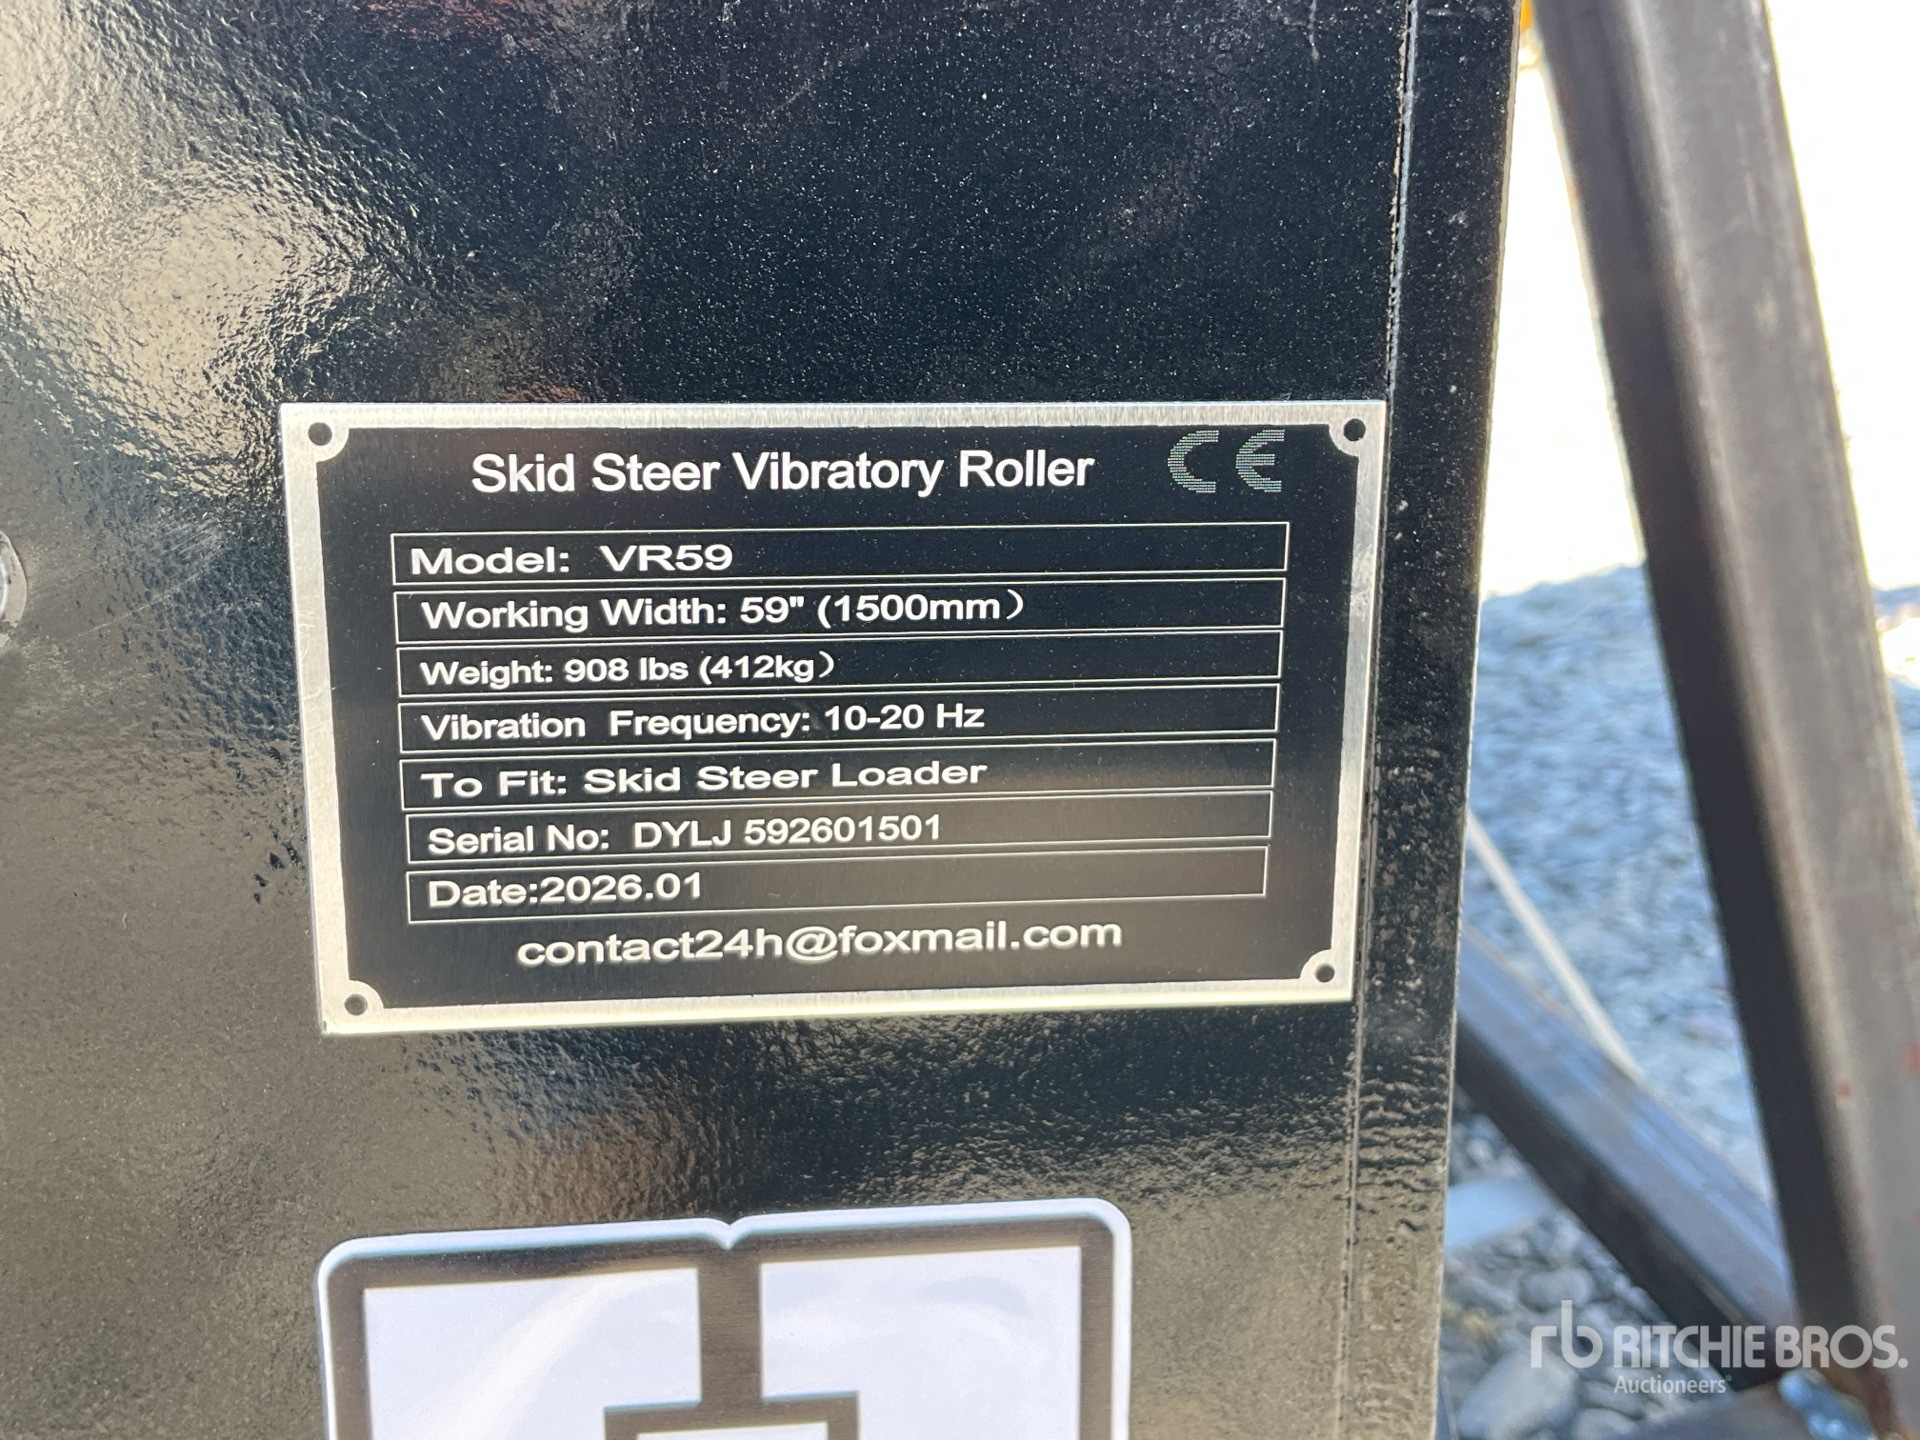 Skid Steer Vibratory Roller CE
Model: VR59
Working Width: 59" (1500mm）
Weight: 908 lbs (412kg）
Vibration Frequency: 10-20 Hz
To Fit: Skid Steer Loader
Serial No: DYLJ 592601501
Date:2026.01
contact24h@foxmail.com
rb RITCHIE BROS.
Auctioneers